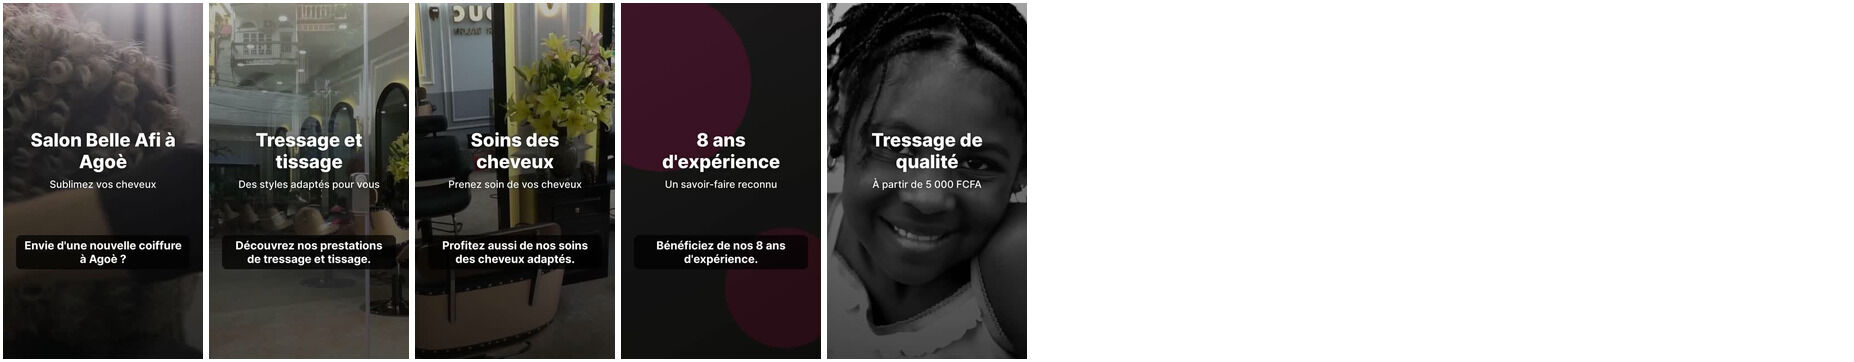 Salon Belle Afi à
Agoè
Sublimez vos cheveux
Envie d'une nouvelle coiffure
à Agoè ?
Tressage et
tissage
Des styles adaptés pour vous
Découvrez nos prestations
de tressage et tissage.
Soins des
cheveux
Prenez soin de vos cheveux
Profitez aussi de nos soins
des cheveux adaptés.
8 ans
d'expérience
Un savoir-faire reconnu
Bénéficiez de nos 8 ans
d'expérience.
Tressage de
qualité
À partir de 5 000 FCFA